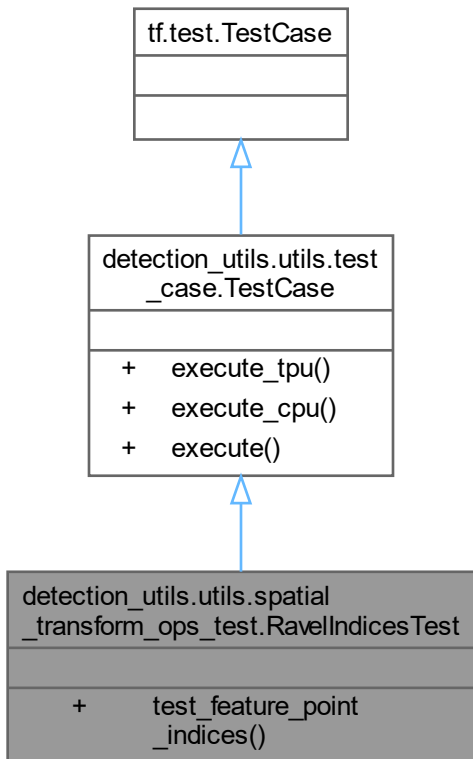 tf.test.TestCase
detection_utils.utils.test
_case.TestCase
+ execute_tpu()
+ execute_cpu()
+ execute()
detection_utils.utils.spatial
_transform_ops_test.RavelIndicesTest
+ test_feature_point
_indices()